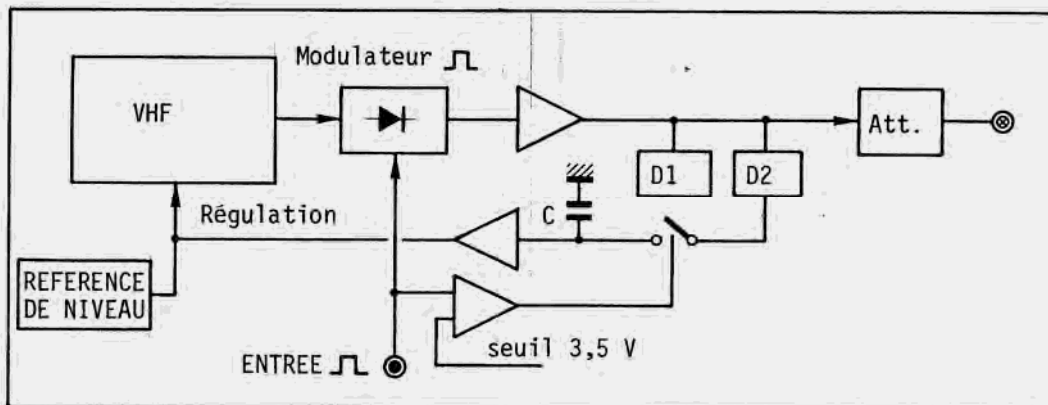 Modulateur
VHF
Att.
D1
D2
C
Régulation
REFERENCE
DE NIVEAU
seuil 3,5 V
ENTREE